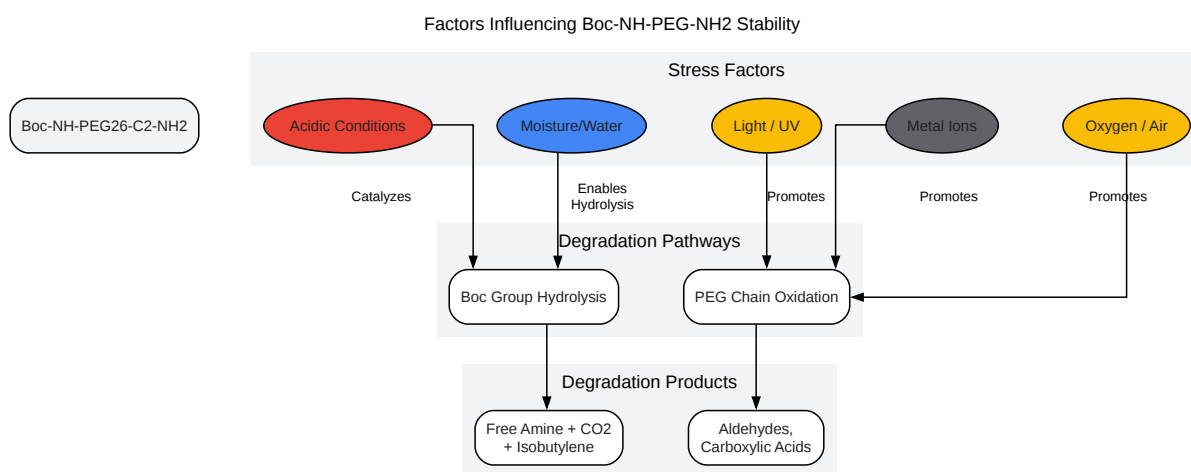 Factors Influencing Boc-NH-PEG-NH2 Stability
Stress Factors
Boc-NH-PEG26-C2-NH2
Acidic Conditions
Moisture/Water
Light / UV
Metal Ions
Oxygen / Air
Catalyzes
Enables
Hydrolysis
Promotes
Promotes
Promotes
Degradation Pathways
Boc Group Hydrolysis
PEG Chain Oxidation
Degradation Products
Free Amine + CO2
+ Isobutylene
Aldehydes,
Carboxylic Acids